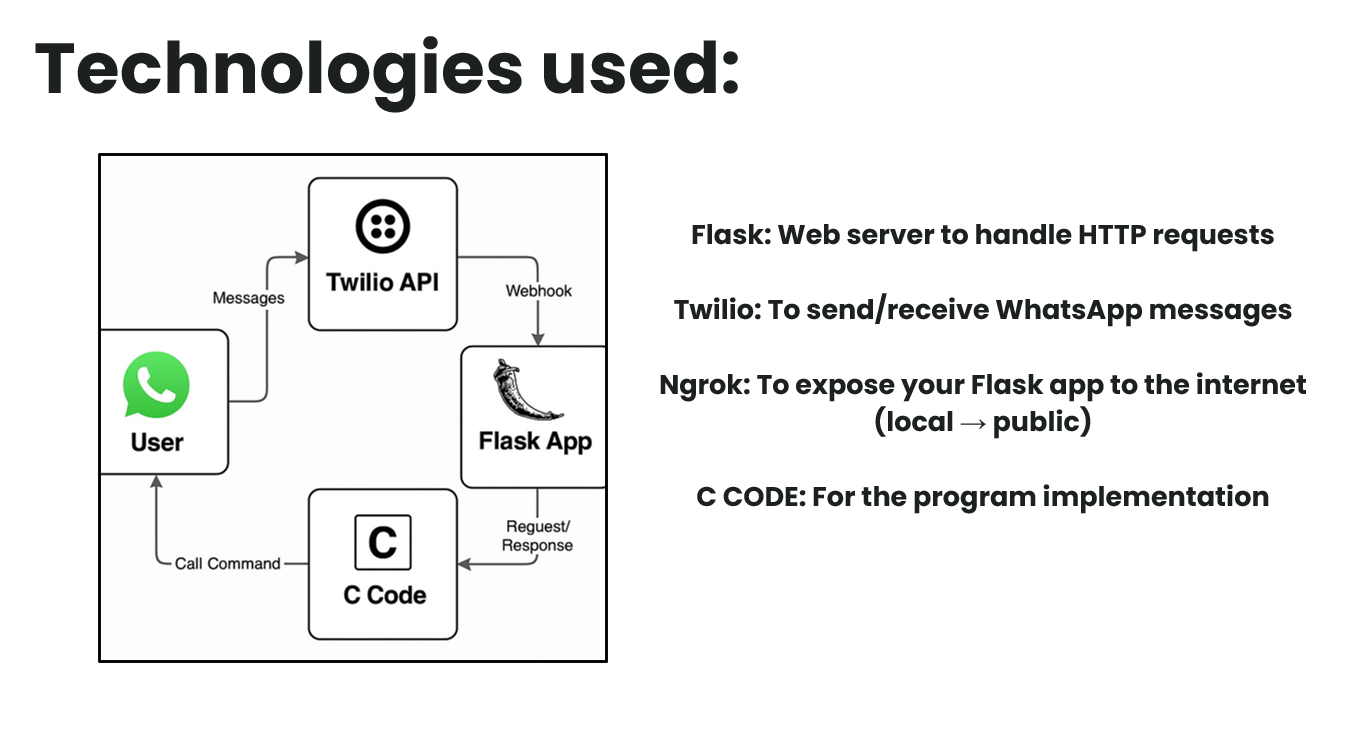 Technologies used:
Twilio API
Messages
Webhook
User
Flask App
Reguest/
Response
Call Command
C
C Code
Flask: Web server to handle HTTP requests
Twilio: To send/receive WhatsApp messages
Ngrok: To expose your Flask app to the internet
(local → public)
C CODE: For the program implementation